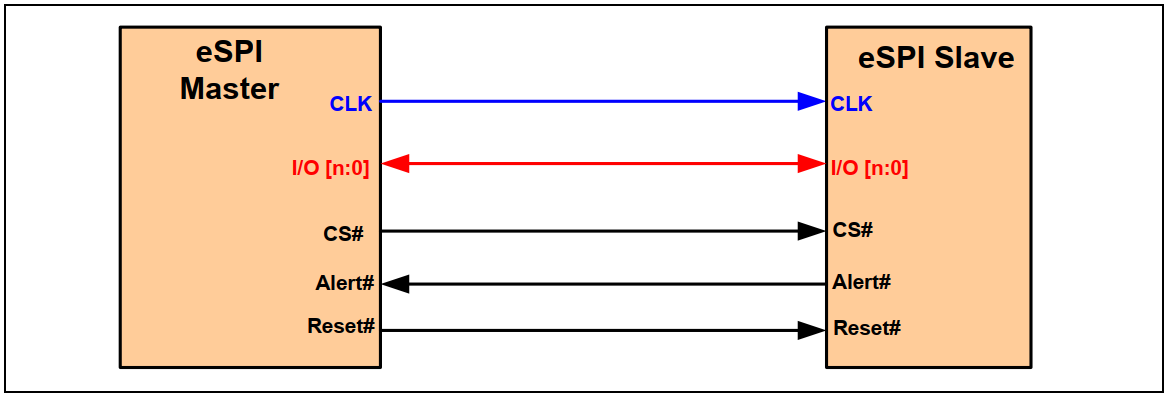 eSPI
Master
CLK
I/O [n:0]
CS#
Alert#
Reset#
eSPI Slave
CLK
I/O [n:0]
CS#
Alert#
Reset#